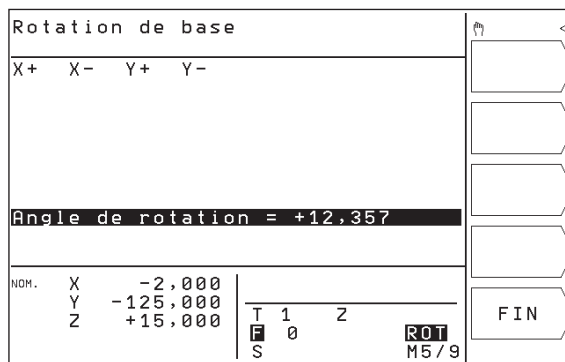 Rotation de base
X+ X- Y+ Y-
Angle de rotation = +12,357
NOM. X -2,000
Y -125,000
Z +15,000
T 1 Z
F 0 ROT
S M5/9
<
FIN